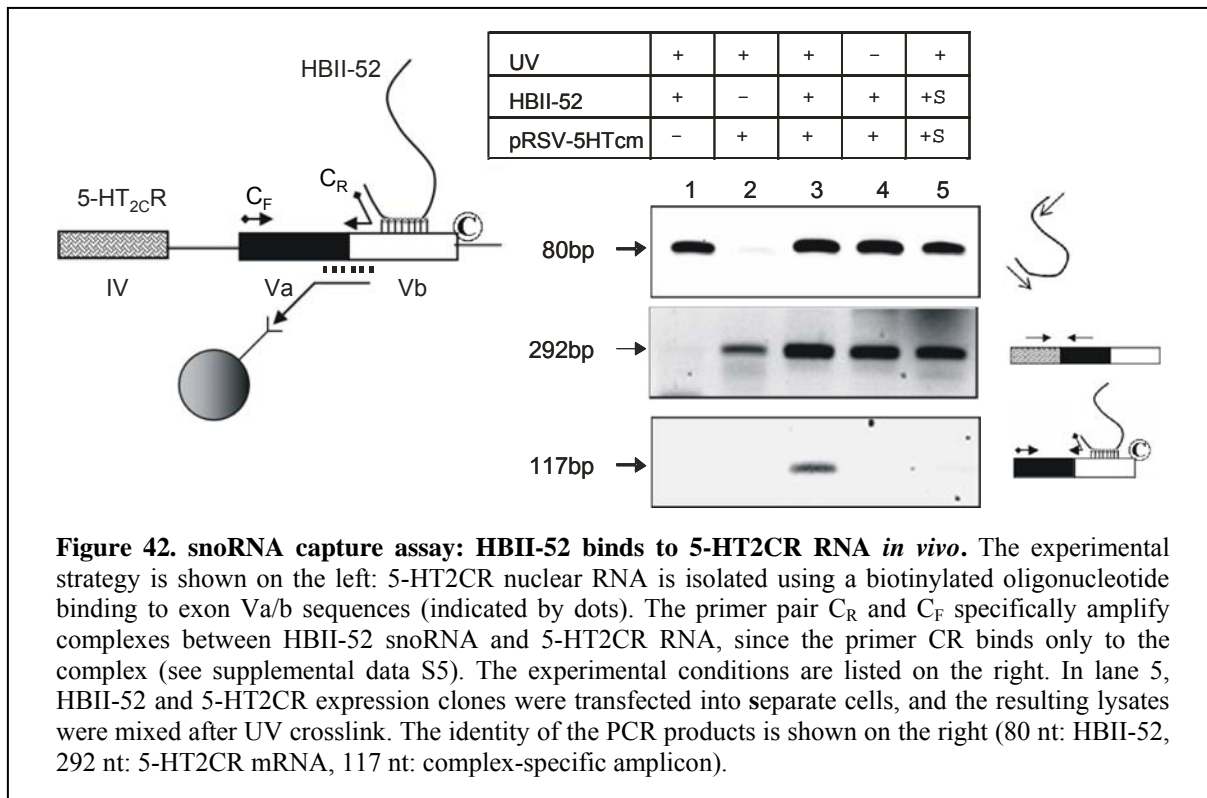 HBII-52
5-HT2CR
CF
CR
C
IV
Va
Vb
UV + + + – +
HBII-52 + – + + +S
pRSV-5HTcm – + + + +S
1 2 3 4 5
80bp
292bp
117bp
C
Figure 42. snoRNA capture assay: HBII-52 binds to 5-HT2CR RNA in vivo. The experimental
strategy is shown on the left: 5-HT2CR nuclear RNA is isolated using a biotinylated oligonucleotide
binding to exon Va/b sequences (indicated by dots). The primer pair CR and CF specifically amplify
complexes between HBII-52 snoRNA and 5-HT2CR RNA, since the primer CR binds only to the
complex (see supplemental data S5). The experimental conditions are listed on the right. In lane 5,
HBII-52 and 5-HT2CR expression clones were transfected into separate cells, and the resulting lysates
were mixed after UV crosslink. The identity of the PCR products is shown on the right (80 nt: HBII-52,
292 nt: 5-HT2CR mRNA, 117 nt: complex-specific amplicon).